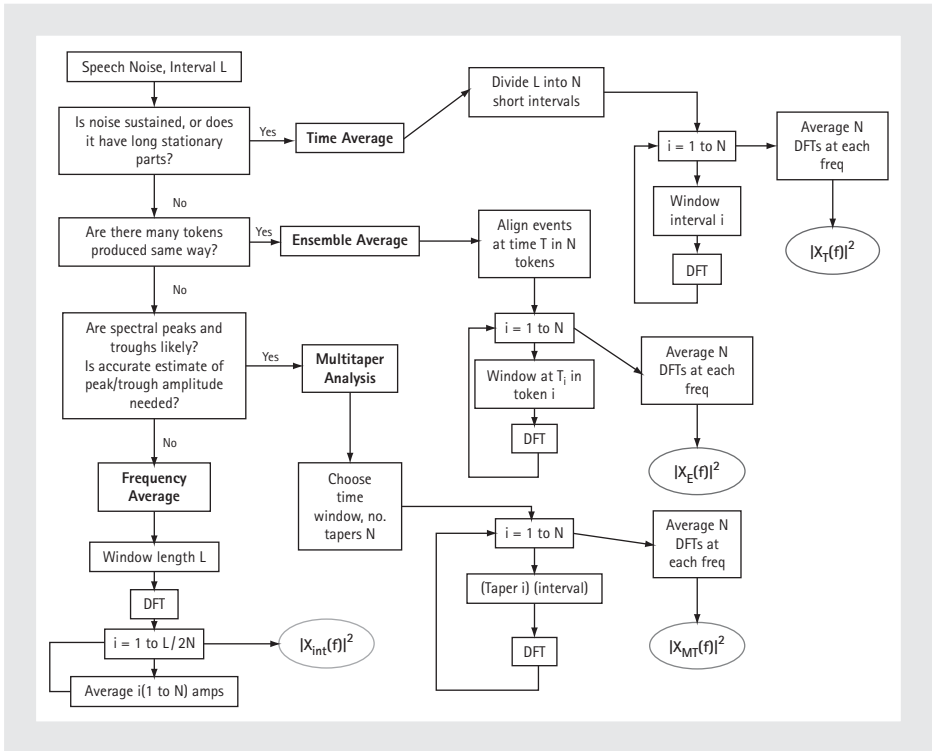 Speech Noise, Interval L
Is noise sustained, or does
it have long stationary
parts?
Yes
Time Average
Divide L into N
short intervals
i = 1 to N
Window
interval i
DFT
Average N
DFTs at each
freq
|X_T(f)|²
No
Are there many tokens
produced same way?
Yes
Ensemble Average
Align events
at time T in N
tokens
i = 1 to N
Window at T_i in
token i
DFT
Average N
DFTs at each
freq
|X_E(f)|²
No
Are spectral peaks and
troughs likely?
Is accurate estimate of
peak/trough amplitude
needed?
Yes
Multitaper
Analysis
Choose
time
window, no.
tapers N
i = 1 to N
(Taper i) (interval)
DFT
Average N
DFTs at
each freq
|X_MT(f)|²
No
Frequency
Average
Window length L
DFT
i = 1 to L/2N
Average i(1 to N) amps
|X_int(f)|²